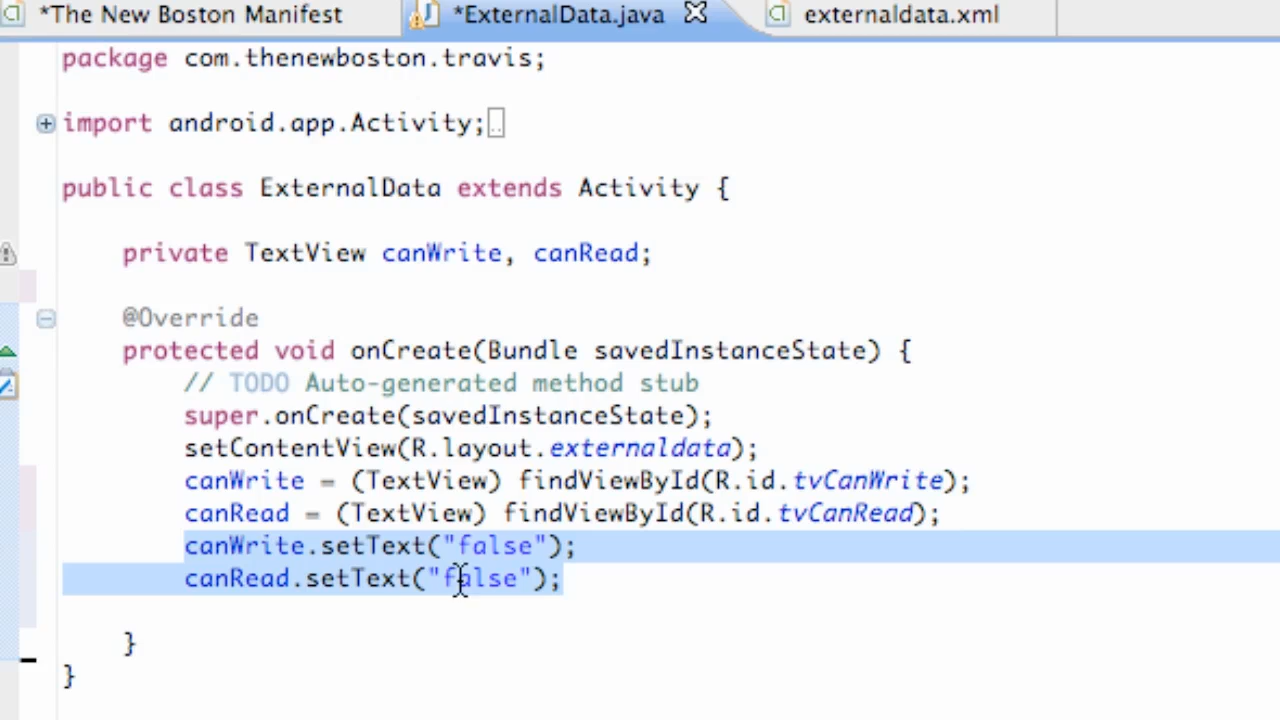 *The New Boston Manifest *ExternalData.java externaldata.xml
package com.thenewboston.travis;
import android.app.Activity;
public class ExternalData extends Activity {
private TextView canWrite, canRead;
@Override
protected void onCreate(Bundle savedInstanceState) {
// TODO Auto-generated method stub
super.onCreate(savedInstanceState);
setContentView(R.layout.externaldata);
canWrite = (TextView) findViewById(R.id.tvCanWrite);
canRead = (TextView) findViewById(R.id.tvCanRead);
canWrite.setText("false");
canRead.setText("false");
}
}